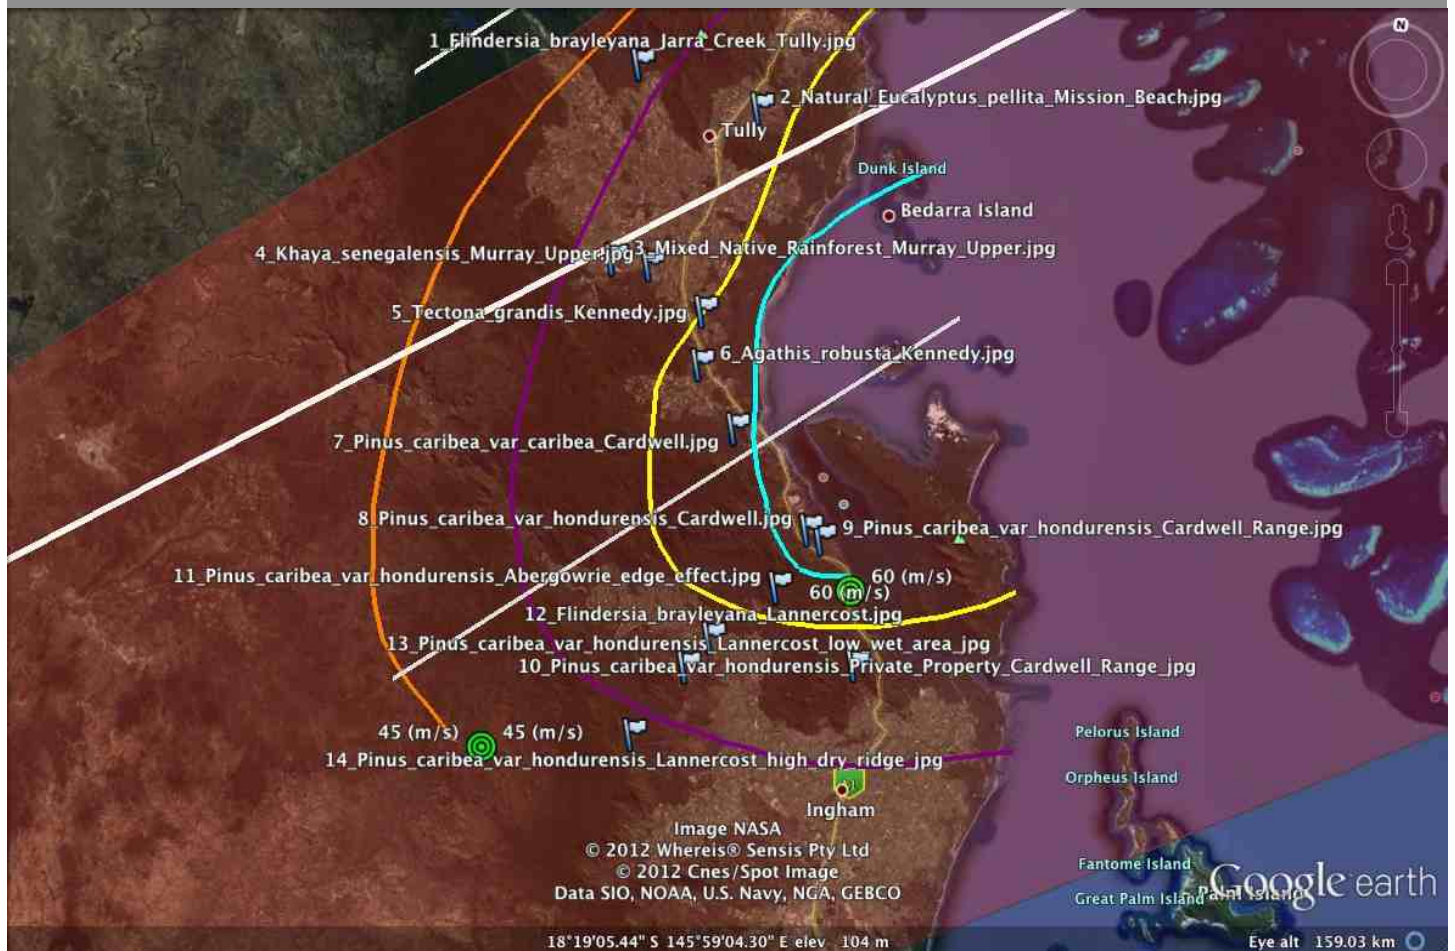 N
1_Flindersia_brayleyana_Jarra_Creek_Tully.jpg
2_Natural_Eucalyptus_pellita_Mission_Beach.jpg
Tully
Dunk Island
Bedarra Island
4_Khaya_senegalensis_Murray_Upper.jpg
3_Mixed_Native_Rainforest_Murray_Upper.jpg
5_Tectona_grandis_Kennedy.jpg
6_Agathis_robusta_Kennedy.jpg
7_Pinus_caribea_var_caribea_Cardwell.jpg
8_Pinus_caribea_var_hondurensis_Cardwell.jpg
9_Pinus_caribea_var_hondurensis_Cardwell_Range.jpg
11_Pinus_caribea_var_hondurensis_Abergowrie_edge_effect.jpg
60 (m/s)
60 (m/s)
12_Flindersia_brayleyana_Lannercost.jpg
13_Pinus_caribea_var_hondurensis_Lannercost_low_wet_area_jpg
10_Pinus_caribea_var_hondurensis_Private_Property_Cardwell_Range_jpg
45 (m/s)
45 (m/s)
Pelorus Island
14_Pinus_caribea_var_hondurensis_Lannercost_high_dry_ridge.jpg
Orpheus Island
Ingham
Image NASA
© 2012 Whereis® Sensis Pty Ltd
© 2012 Cnes/Spot Image
Data SIO, NOAA, U.S. Navy, NGA, GEBCO
Fantome Island
Great Palm Island
Palm Island
Google earth
18°19'05.44" S 145°59'04.30" E elev 104 m
Eye alt 159.03 km